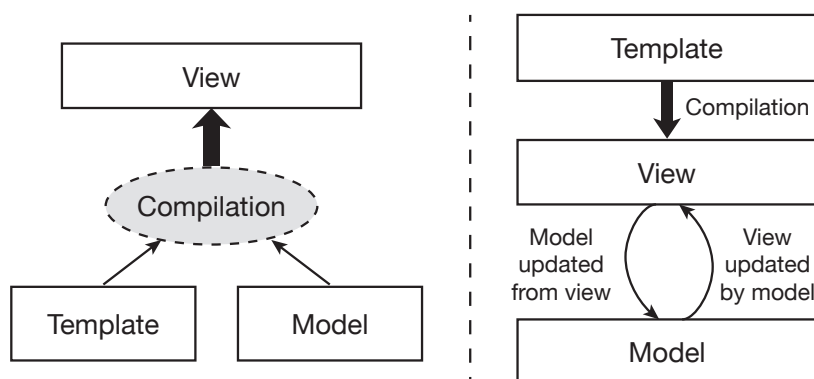 View
Compilation
Template
Model
Template
Compilation
View
Model
updated
from view
View
updated
by model
Model